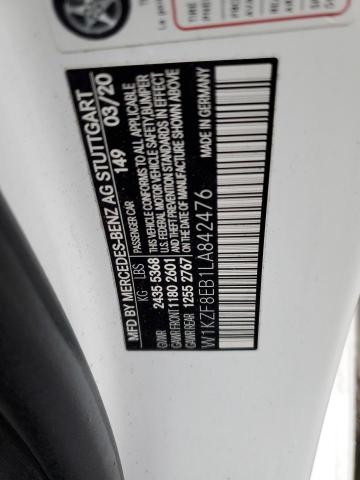 MFD BY MERCEDES-BENZ AG STUTTGART
149 03/20
PASSENGER CAR
KG LBS
GVWR 2435 5368
GAWR FRONT 1180 2601
GAWR REAR 1255 2767
THIS VEHICLE CONFORMS TO ALL APPLICABLE
U.S. FEDERAL MOTOR VEHICLE SAFETY, BUMPER
AND THEFT PREVENTION STANDARDS IN EFFECT
ON THE DATE OF MANUFACTURE SHOWN ABOVE
W1KZF8EB1LA842476
MADE IN GERMANY